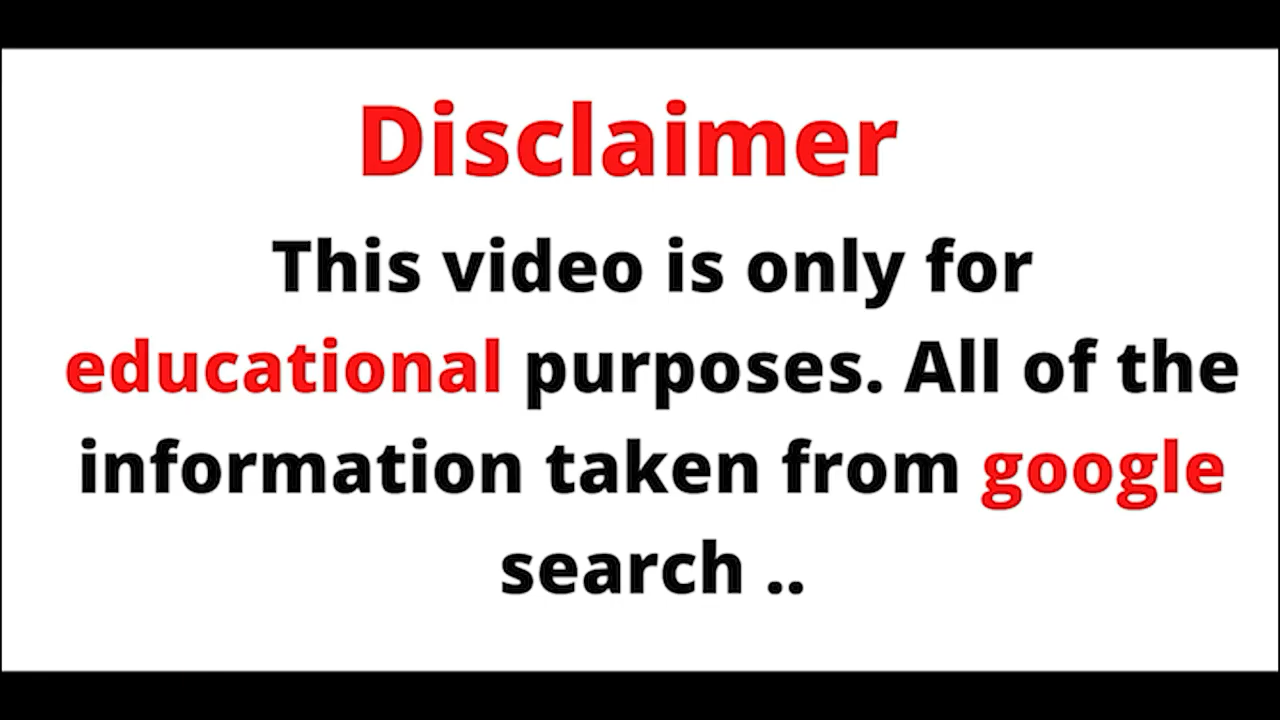 Disclaimer
This video is only for
educational purposes. All of the
information taken from google
search ..